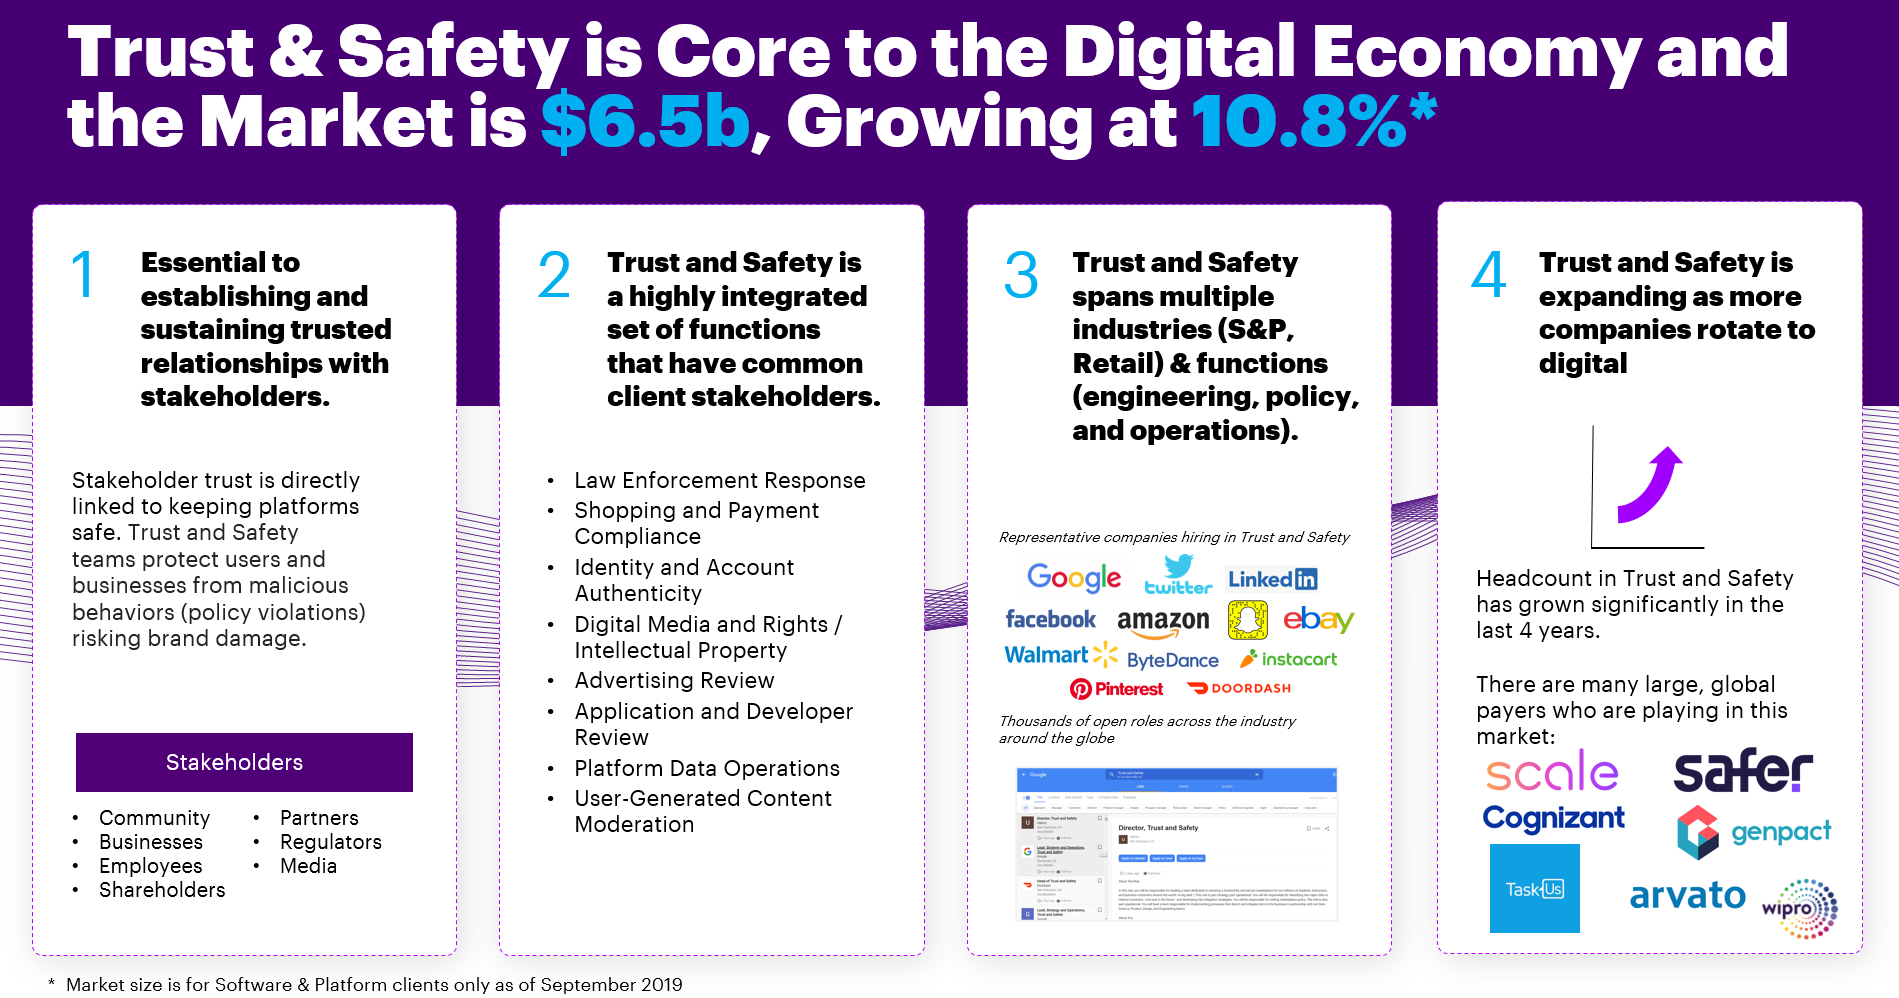 Trust & Safety is Core to the Digital Economy and
the Market is $6.5b, Growing at 10.8%*
1
Essential to
establishing and
sustaining trusted
relationships with
stakeholders.
Stakeholder trust is directly
linked to keeping platforms
safe. Trust and Safety
teams protect users and
businesses from malicious
behaviors (policy violations)
risking brand damage.
Stakeholders
• Community
• Businesses
• Employees
• Shareholders
• Partners
• Regulators
• Media
2
Trust and Safety is
a highly integrated
set of functions
that have common
client stakeholders.
• Law Enforcement Response
• Shopping and Payment
Compliance
• Identity and Account
Authenticity
• Digital Media and Rights /
Intellectual Property
• Advertising Review
• Application and Developer
Review
• Platform Data Operations
• User-Generated Content
Moderation
3
Trust and Safety
spans multiple
industries (S&P,
Retail) & functions
(engineering, policy,
and operations).
Representative companies hiring in Trust and Safety
Google twitter Linked in
facebook amazon ebay
Walmart ByteDance instacart
Pinterest DOORDASH
Thousands of open roles across the industry
around the globe
Google
Trust and Safety
Director, Trust and Safety
4
Trust and Safety is
expanding as more
companies rotate to
digital
Headcount in Trust and Safety
has grown significantly in the
last 4 years.
There are many large, global
payers who are playing in this
market:
scale safer
Cognizant genpact
TaskUs arvato wipro
* Market size is for Software & Platform clients only as of September 2019